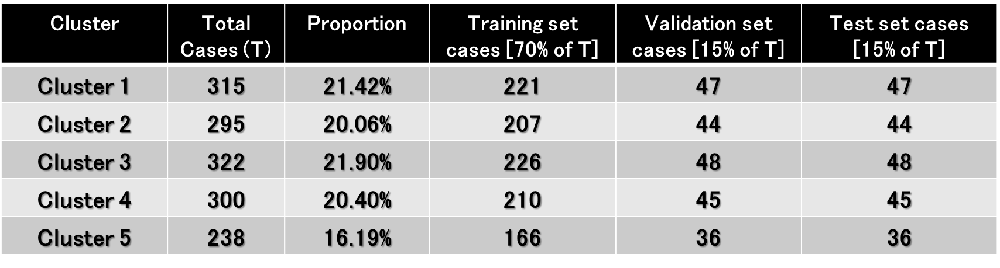 Cluster Total Cases (T) Proportion Training set cases [70% of T] Validation set cases [15% of T] Test set cases [15% of T]
Cluster 1 315 21.42% 221 47 47
Cluster 2 295 20.06% 207 44 44
Cluster 3 322 21.90% 226 48 48
Cluster 4 300 20.40% 210 45 45
Cluster 5 238 16.19% 166 36 36